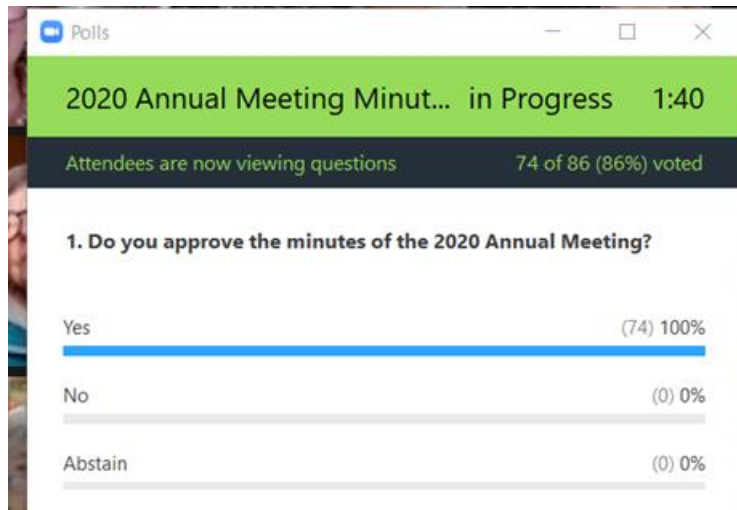 Polls
2020 Annual Meeting Minut... in Progress 1:40
Attendees are now viewing questions 74 of 86 (86%) voted
1. Do you approve the minutes of the 2020 Annual Meeting?
Yes (74) 100%
No (0) 0%
Abstain (0) 0%